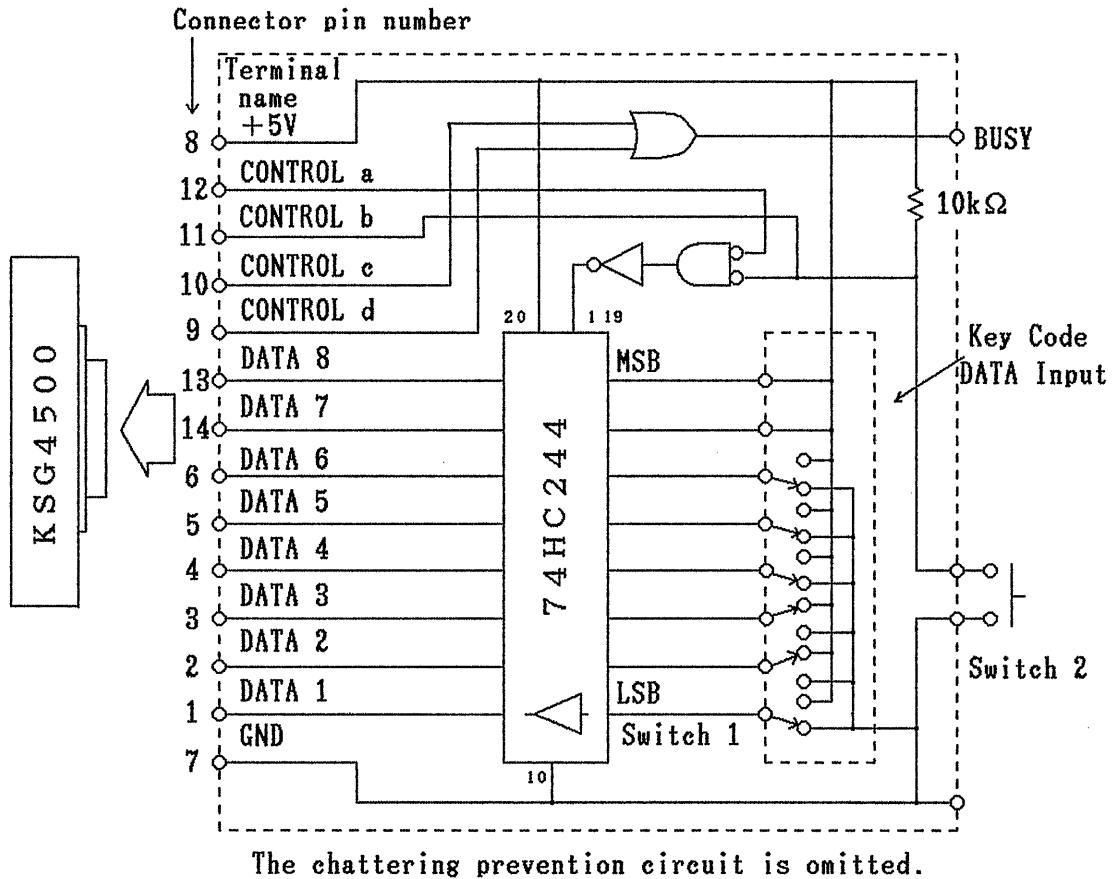 Connector pin number
Terminal
name
8 +5V
BUSY
12 CONTROL a
10kΩ
11 CONTROL b
10 CONTROL c
9 CONTROL d
20 1 19
Key Code
DATA Input
13 DATA 8 MSB
14 DATA 7
6 DATA 6
5 DATA 5
4 DATA 4
3 DATA 3
2 DATA 2
1 DATA 1 LSB
Switch 1
Switch 2
7 GND
10
KSG4500
74HC244
The chattering prevention circuit is omitted.